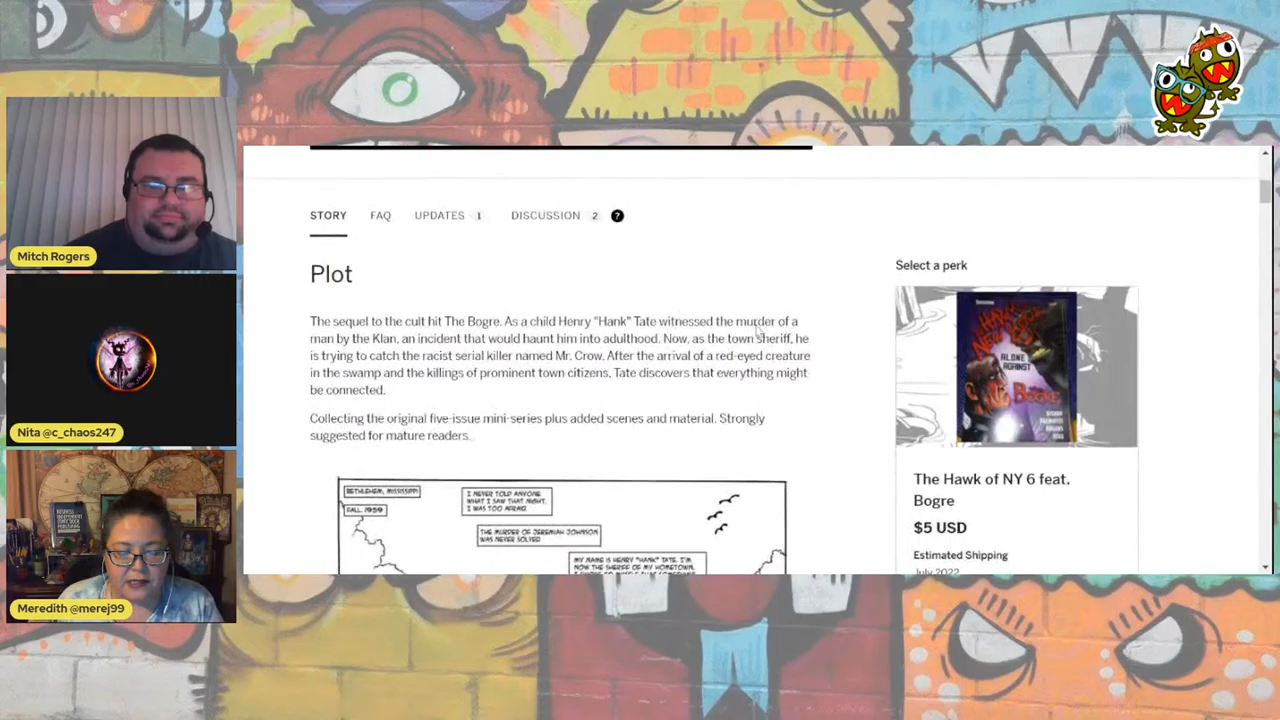 STORY FAQ UPDATES 1 DISCUSSION 2 ?
Plot
The sequel to the cult hit The Bogre. As a child Henry "Hank" Tate witnessed the murder of a
man by the Klan, an incident that would haunt him into adulthood. Now, as the town sheriff, he
is trying to catch the racist serial killer named Mr. Crow. After the arrival of a red-eyed creature
in the swamp and the killings of prominent town citizens, Tate discovers that everything might
be connected.
Collecting the original five-issue mini-series plus added scenes and material. Strongly
suggested for mature readers.
BETHLEHEM, MISSISSIPPI
FALL, 1959
I NEVER TOLD ANYONE
WHAT I SAW THAT NIGHT.
I WAS TOO AFRAID
THE MURDER OF JEREMIAH JOHNSON
WAS NEVER SOLVED
MY NAME IS HENRY "HANK" TATE. I'M
NOW THE SHERIFF OF MY HOMETOWN.
Select a perk
ALONE
AGAINST
BOGRE
The Hawk of NY 6 feat.
Bogre
$5 USD
Estimated Shipping
July 2022
Mitch Rogers
Nita @c_chaos247
Meredith @merej99